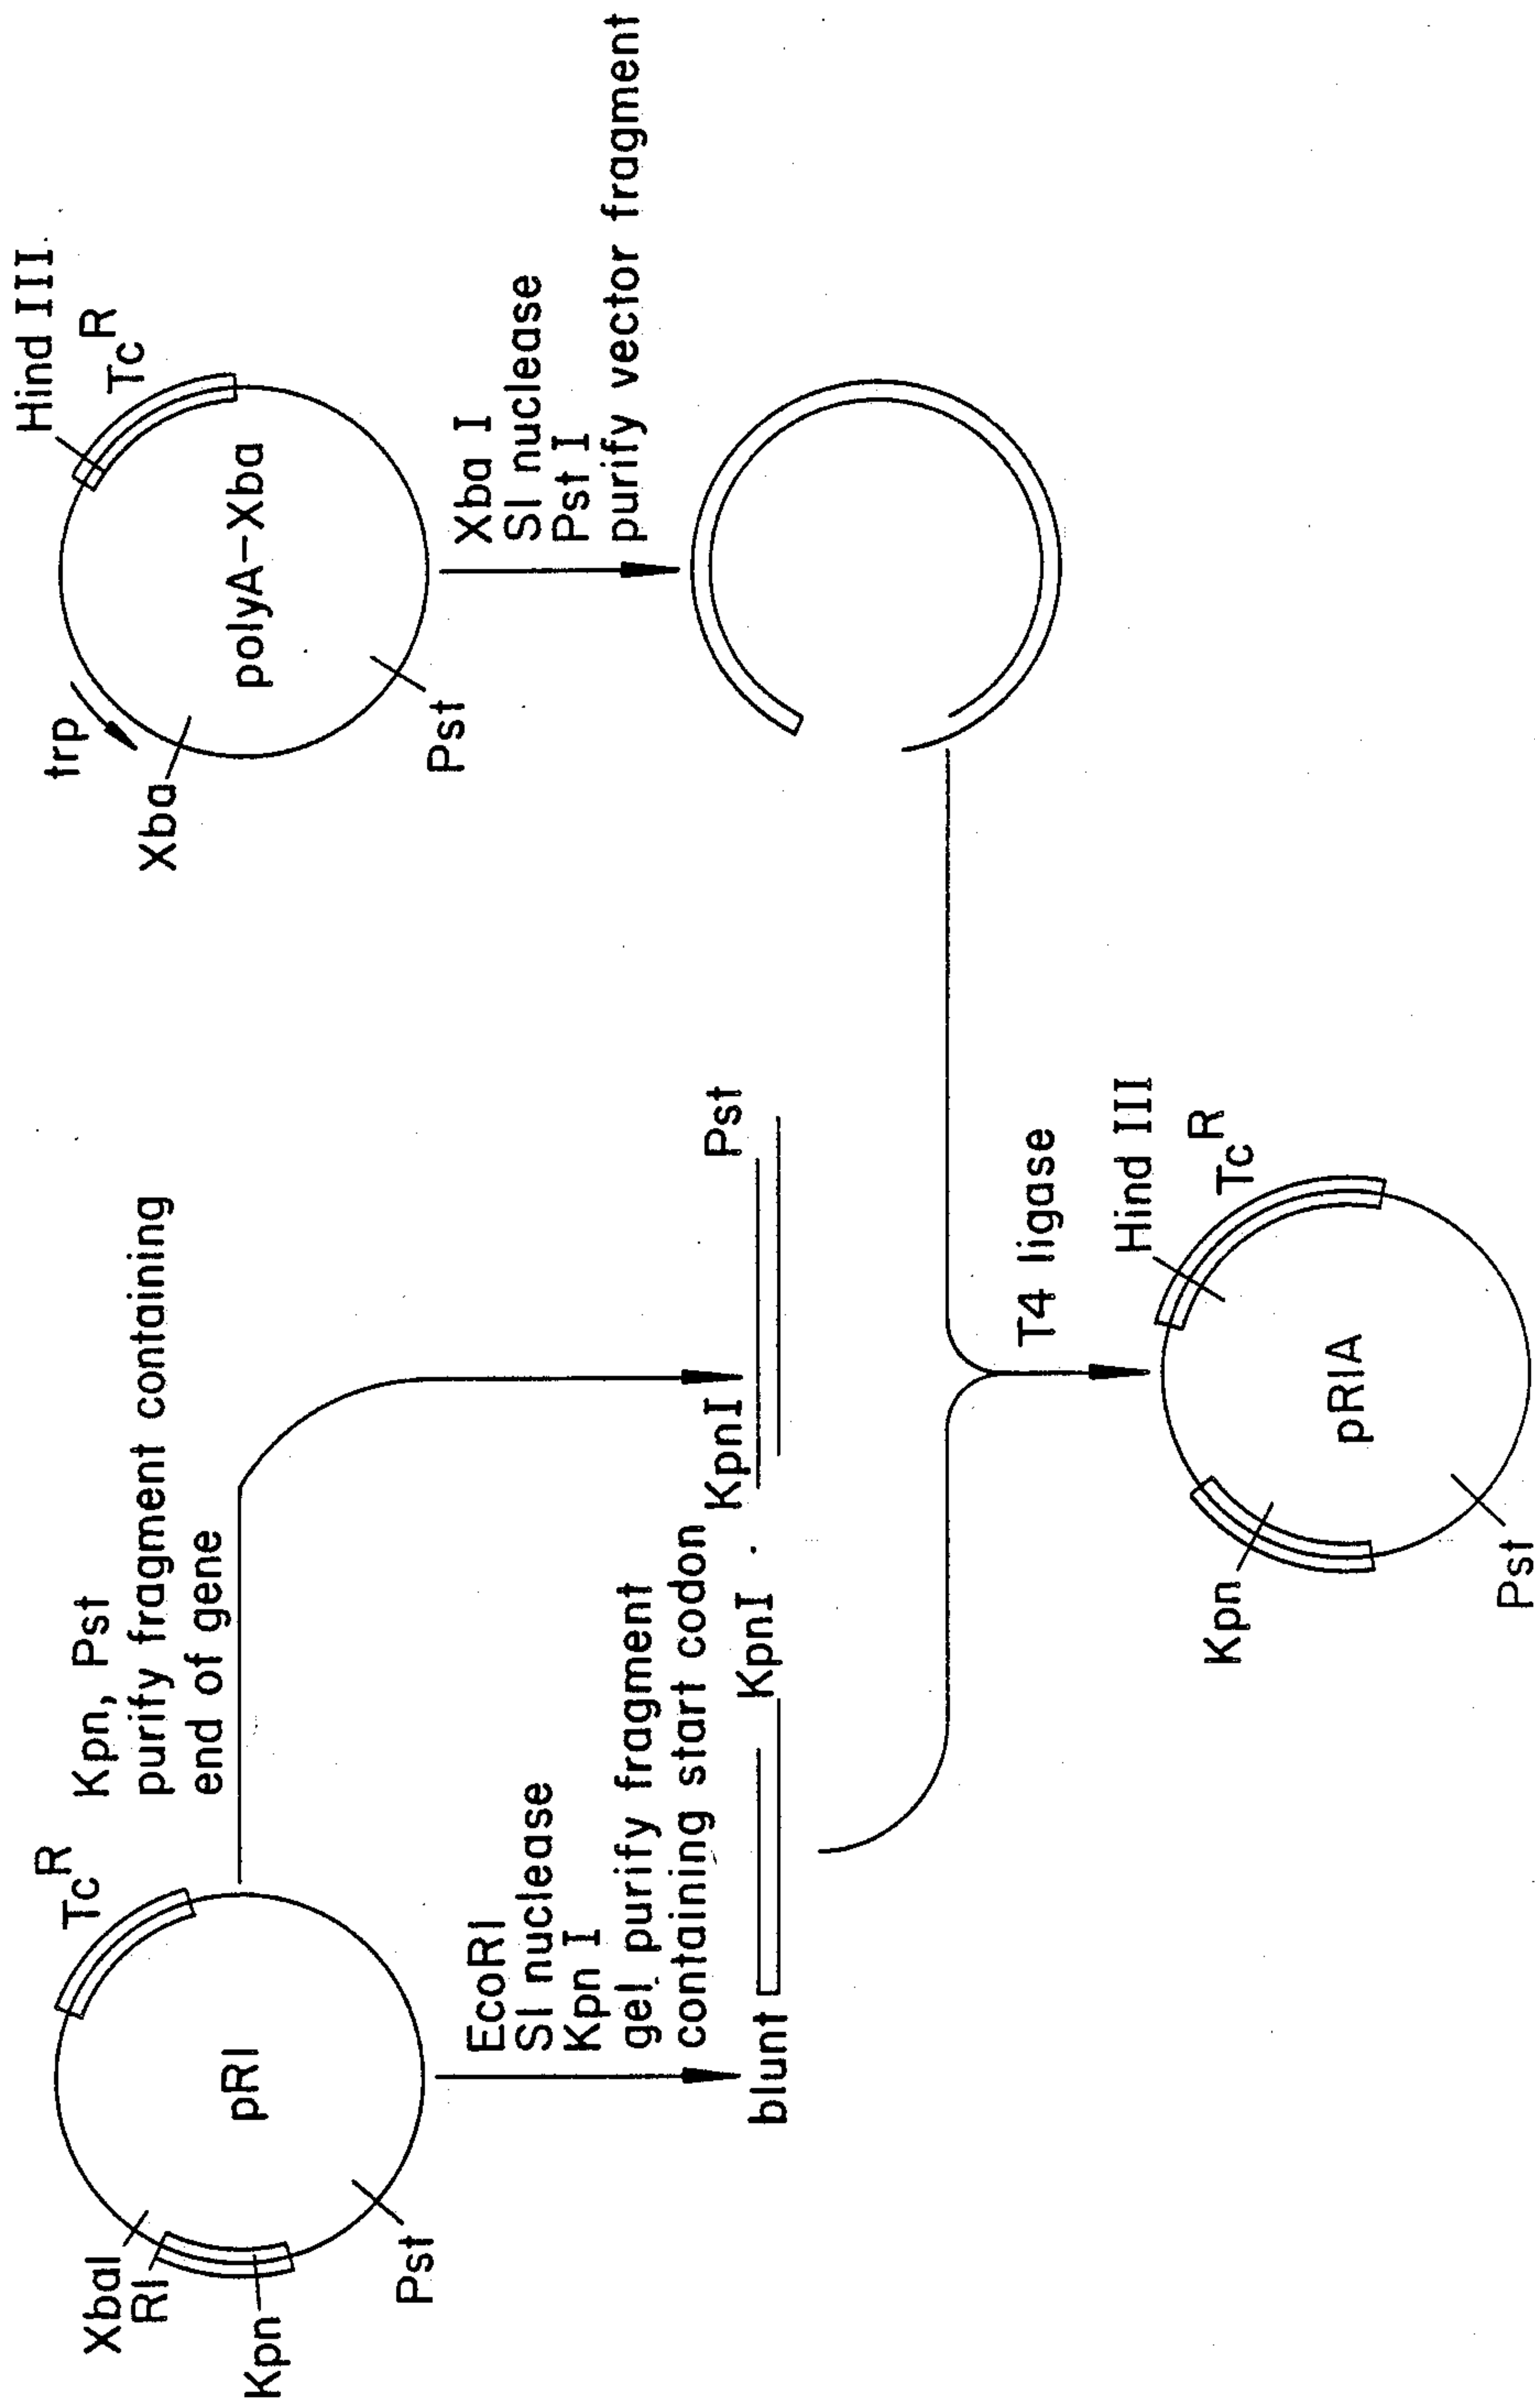 XbaI
RI
Kpn
Pst
pRI
Tc R
Kpn, Pst
purify fragment containing
end of gene
EcoRI
SI nuclease
Kpn I
gel purify fragment
containing start codon
blunt
KpnI
KpnI
Pst
trp
Xba
Pst
polyA-Xba
Hind III
Tc R
Xba I
SI nuclease
Pst I
purify vector fragment
T4 ligase
Kpn
Pst
pRIA
Hind III
Tc R